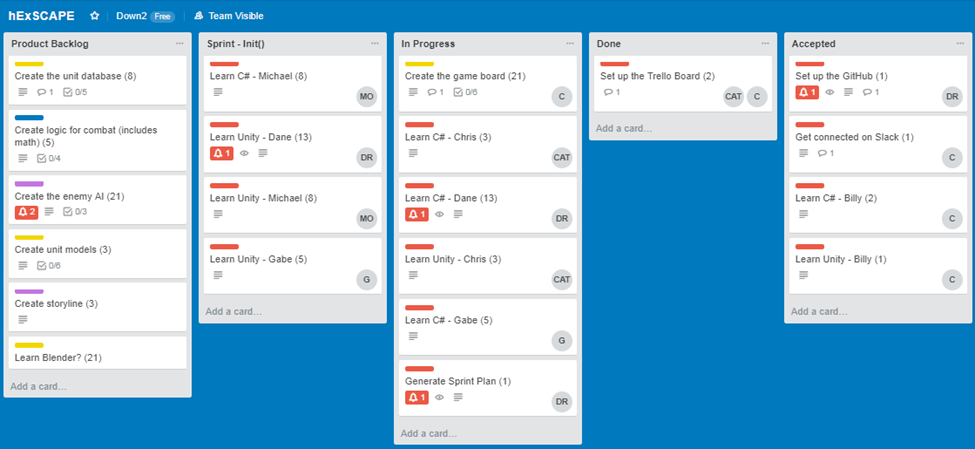 hExSCAPE
Down2 Free
Team Visible
Product Backlog
Create the unit database (8)
1 0/5
Create logic for combat (includes
math) (5)
0/4
Create the enemy AI (21)
2 0/3
Create unit models (3)
0/6
Create storyline (3)
Learn Blender? (21)
Add a card…
Sprint - Init()
Learn C# - Michael (8)
MO
Learn Unity - Dane (13)
1
DR
Learn Unity - Michael (8)
MO
Learn Unity - Gabe (5)
G
Add a card…
In Progress
Create the game board (21)
1 0/6
C
Learn C# - Chris (3)
CAT
Learn C# - Dane (13)
1
DR
Learn Unity - Chris (3)
CAT
Learn C# - Gabe (5)
G
Generate Sprint Plan (1)
1
DR
Add a card…
Done
Set up the Trello Board (2)
1
CAT C
Add a card…
Accepted
Set up the GitHub (1)
1 1
DR
Get connected on Slack (1)
1
C
Learn C# - Billy (2)
C
Learn Unity - Billy (1)
C
Add a card…